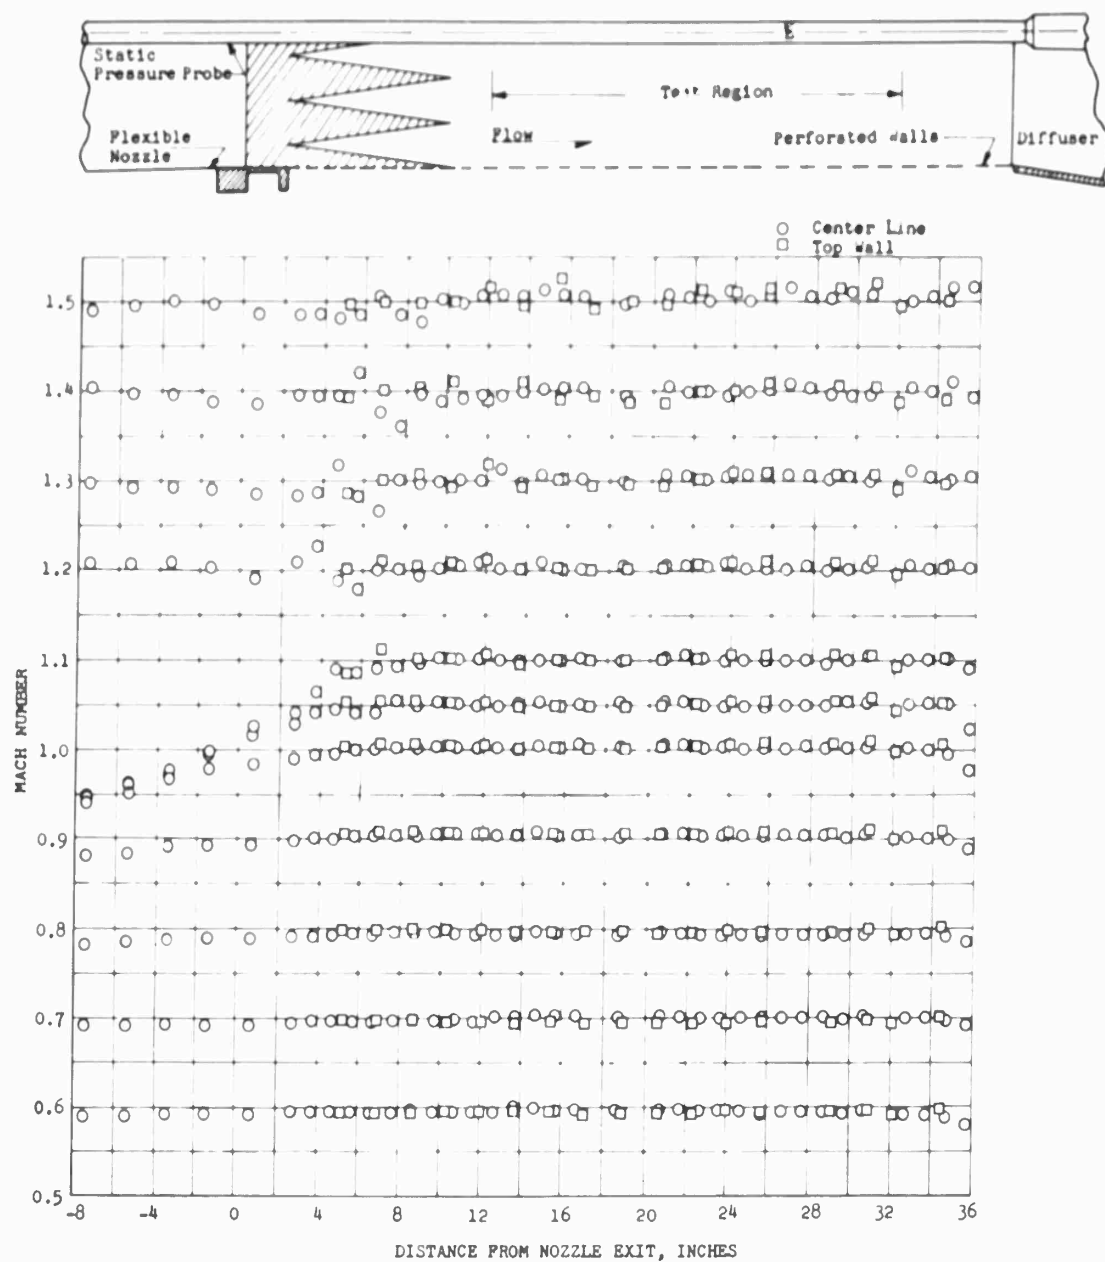 Static
Pressure Probe
Flexible
Nozzle
Test Region
Flow
Perforated Walls
Diffuser
Center Line
Top Wall
1.5
1.4
1.3
1.2
1.1
1.0
0.9
0.8
0.7
0.6
0.5
MACH NUMBER
-8 -4 0 4 8 12 16 20 24 28 32 36
DISTANCE FROM NOZZLE EXIT, INCHES